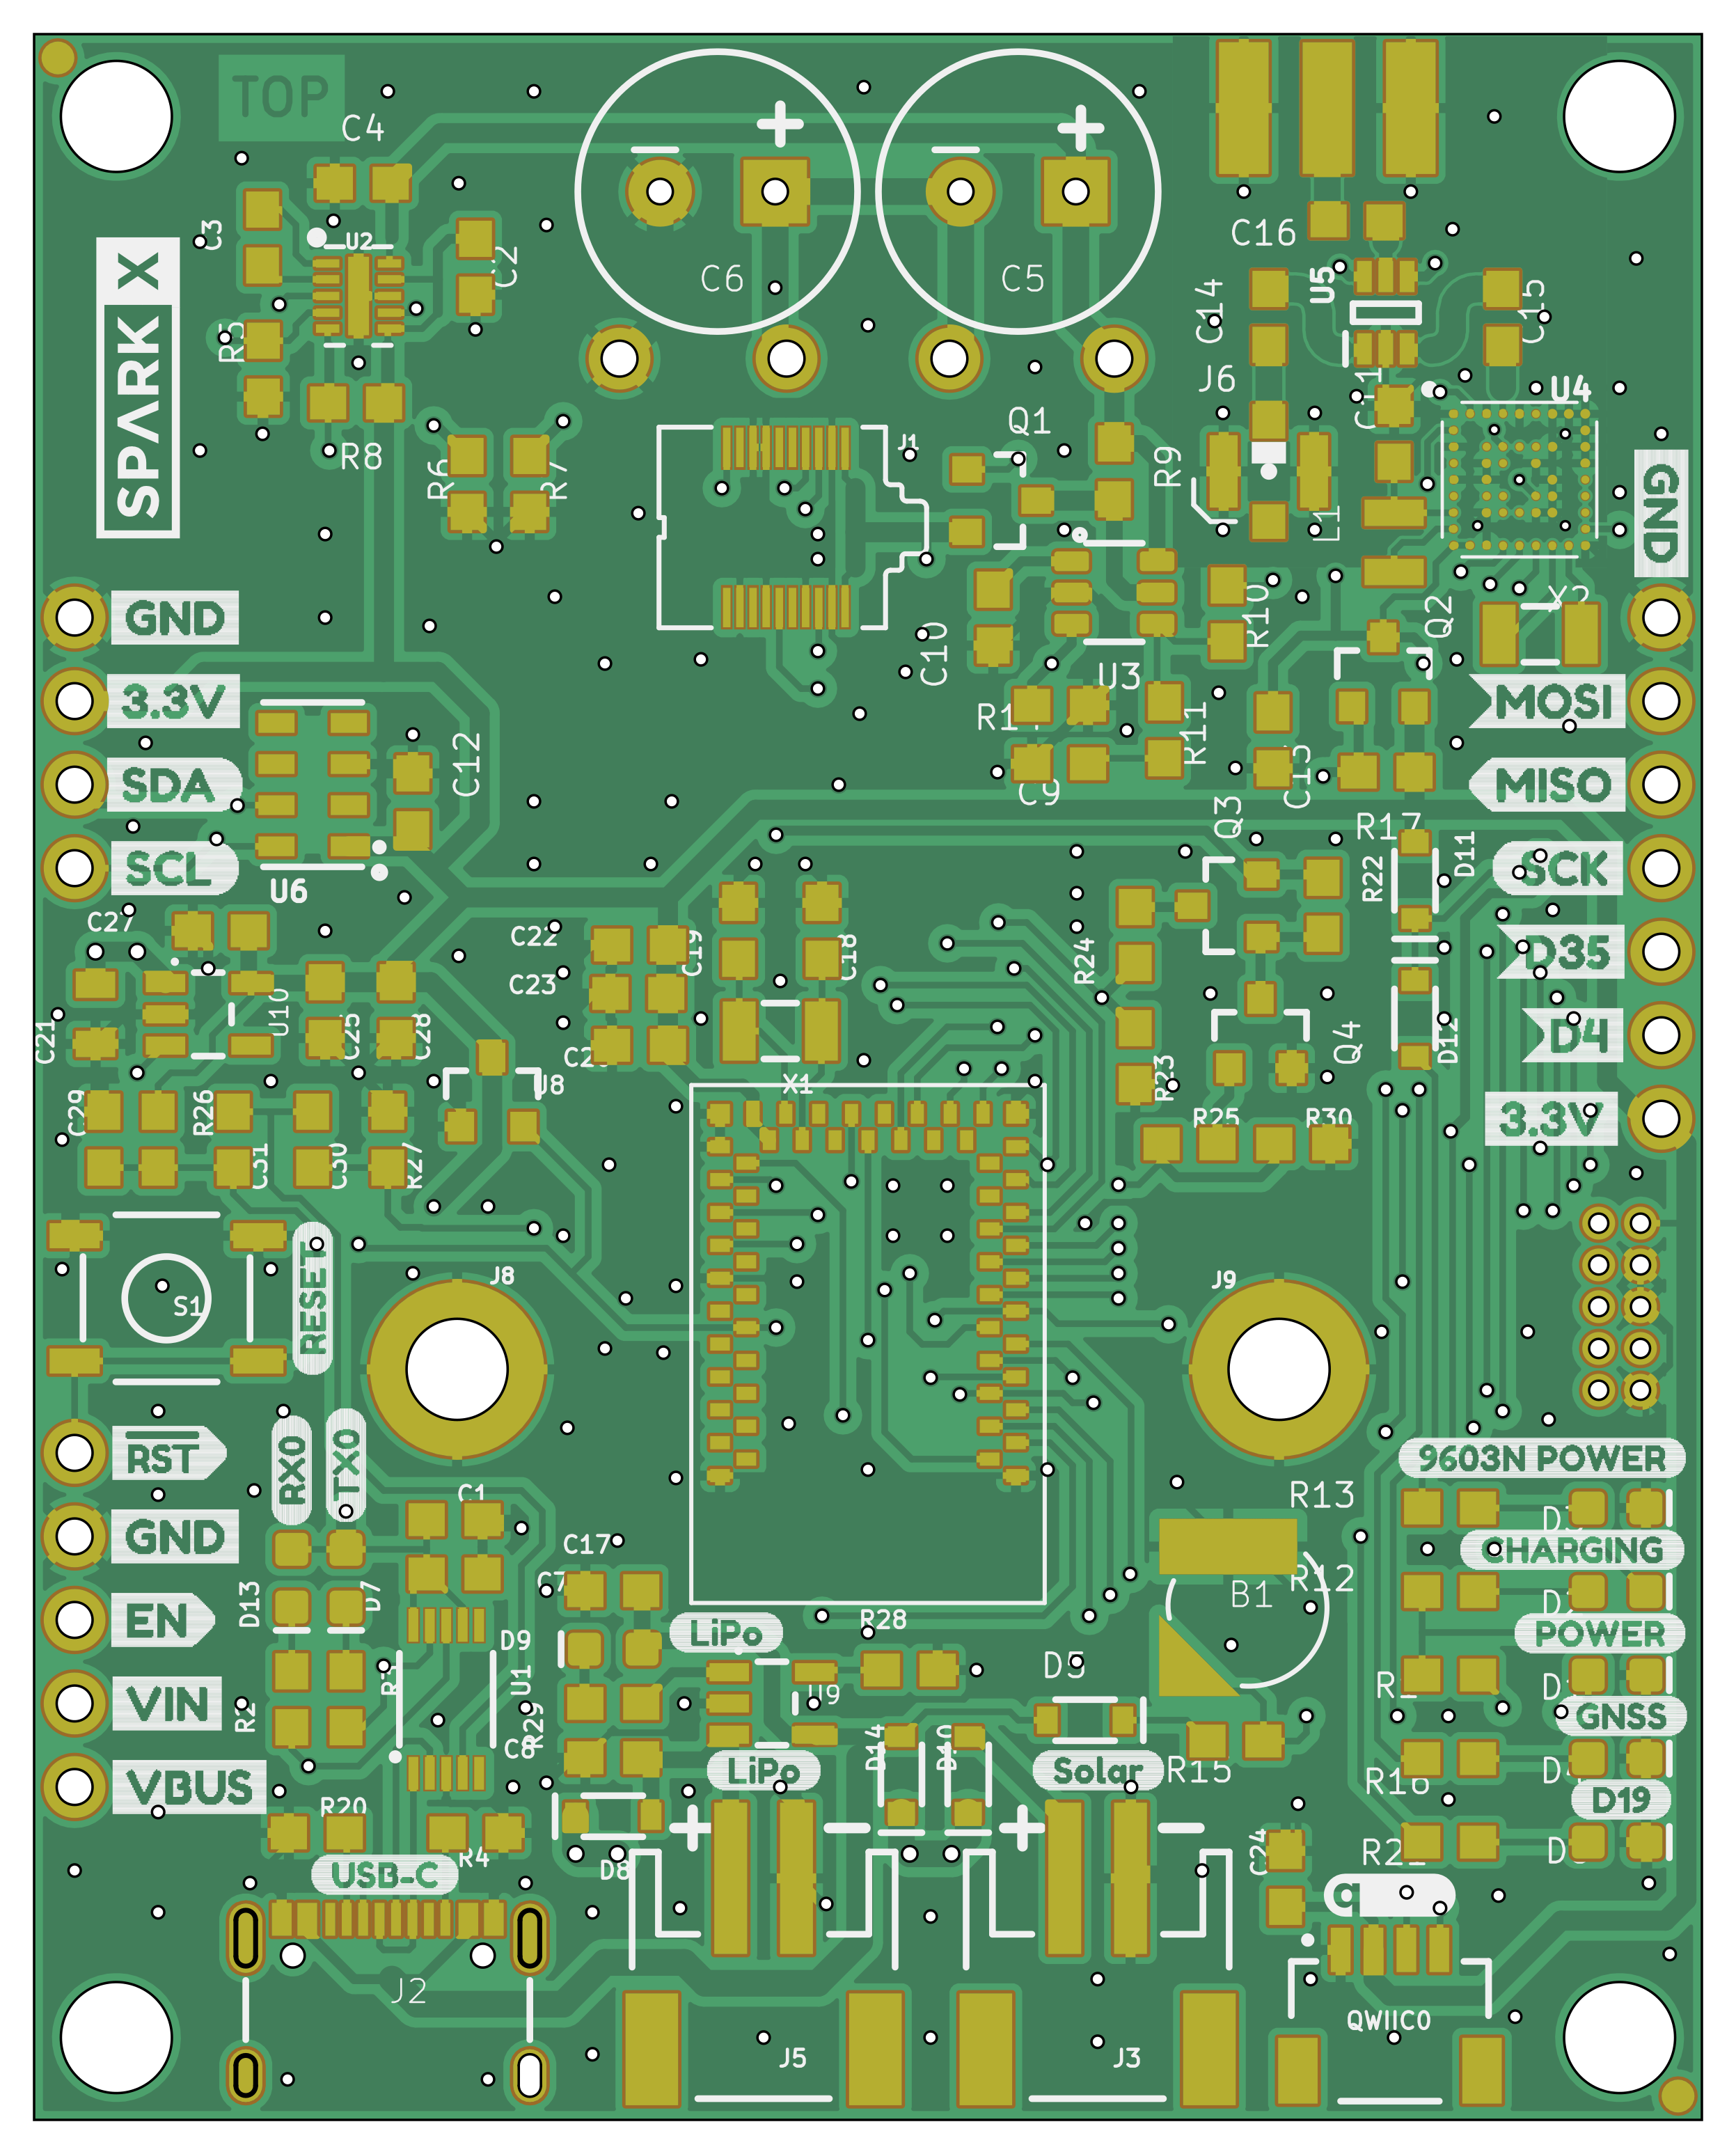 TOP
C4
C3
U2
C2
SPARK X
R5
R8
R6
R7
C6
C5
J1
Q1
C16
U5
C14
C15
J6
C11
U4
R9
L1
GND
C10
U3
R10
Q2
X2
R11
C9
C13
GND
3.3V
SDA
SCL
C12
U6
MOSI
MISO
SCK
D35
D4
3.3V
Q3
R17
R22
D11
R24
Q4
D12
R23
R25
R30
C27
C22
C23
C19
C18
C21
U10
C25
C28
U8
X1
C29
R26
C31
C30
R27
S1
RESET
J8
J9
RST
GND
EN
VIN
VBUS
RX0
TX0
C1
C17
D13
D7
D9
U1
R2
R29
C8
R20
R4
USB-C
J2
LiPo
R28
U9
D5
D14
LiPo
Solar
+ −
+ −
D8
J5
J3
R13
R12
B1
9603N POWER
CHARGING
POWER
GNSS
D19
R15
R16
R21
C24
QWIIC0